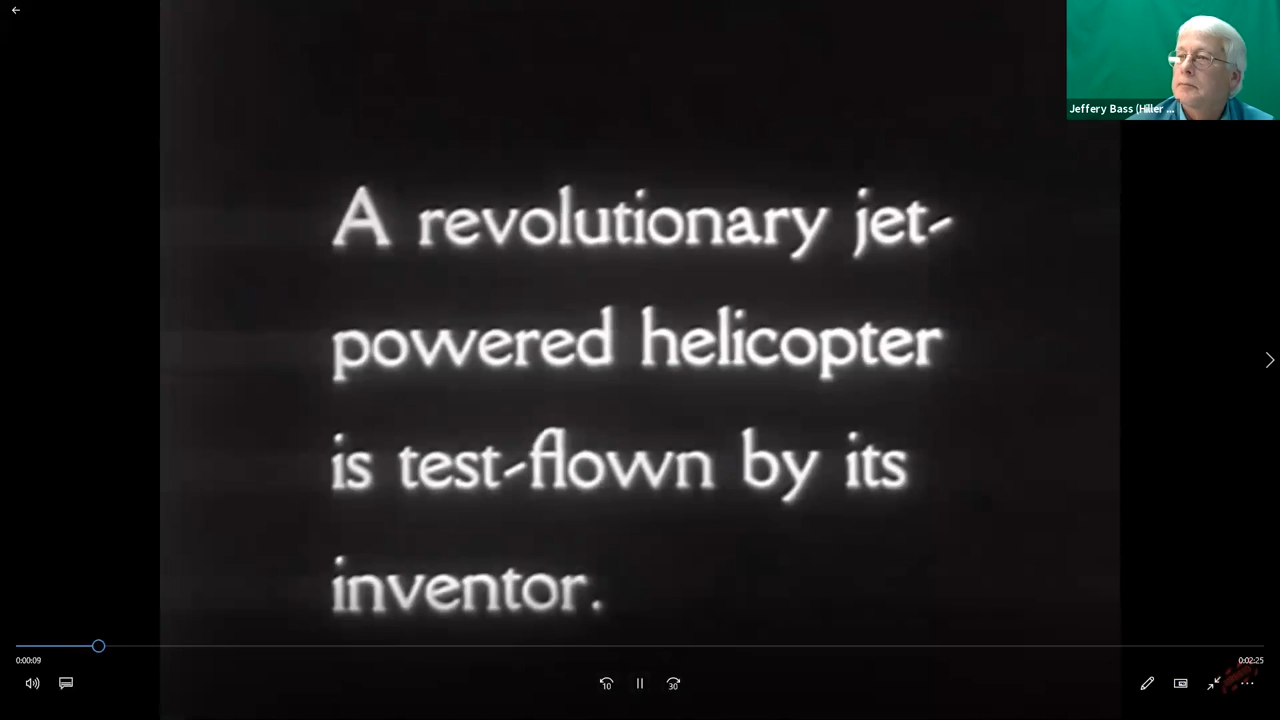 Jeffery Bass (Hiller ...
A revolutionary jet-
powered helicopter
is test-flown by its
inventor.
0:00:09
0:02:25
10
30